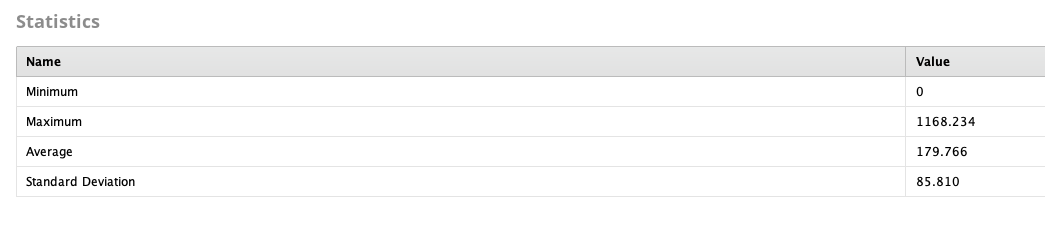 Statistics
Name Value
Minimum 0
Maximum 1168.234
Average 179.766
Standard Deviation 85.810